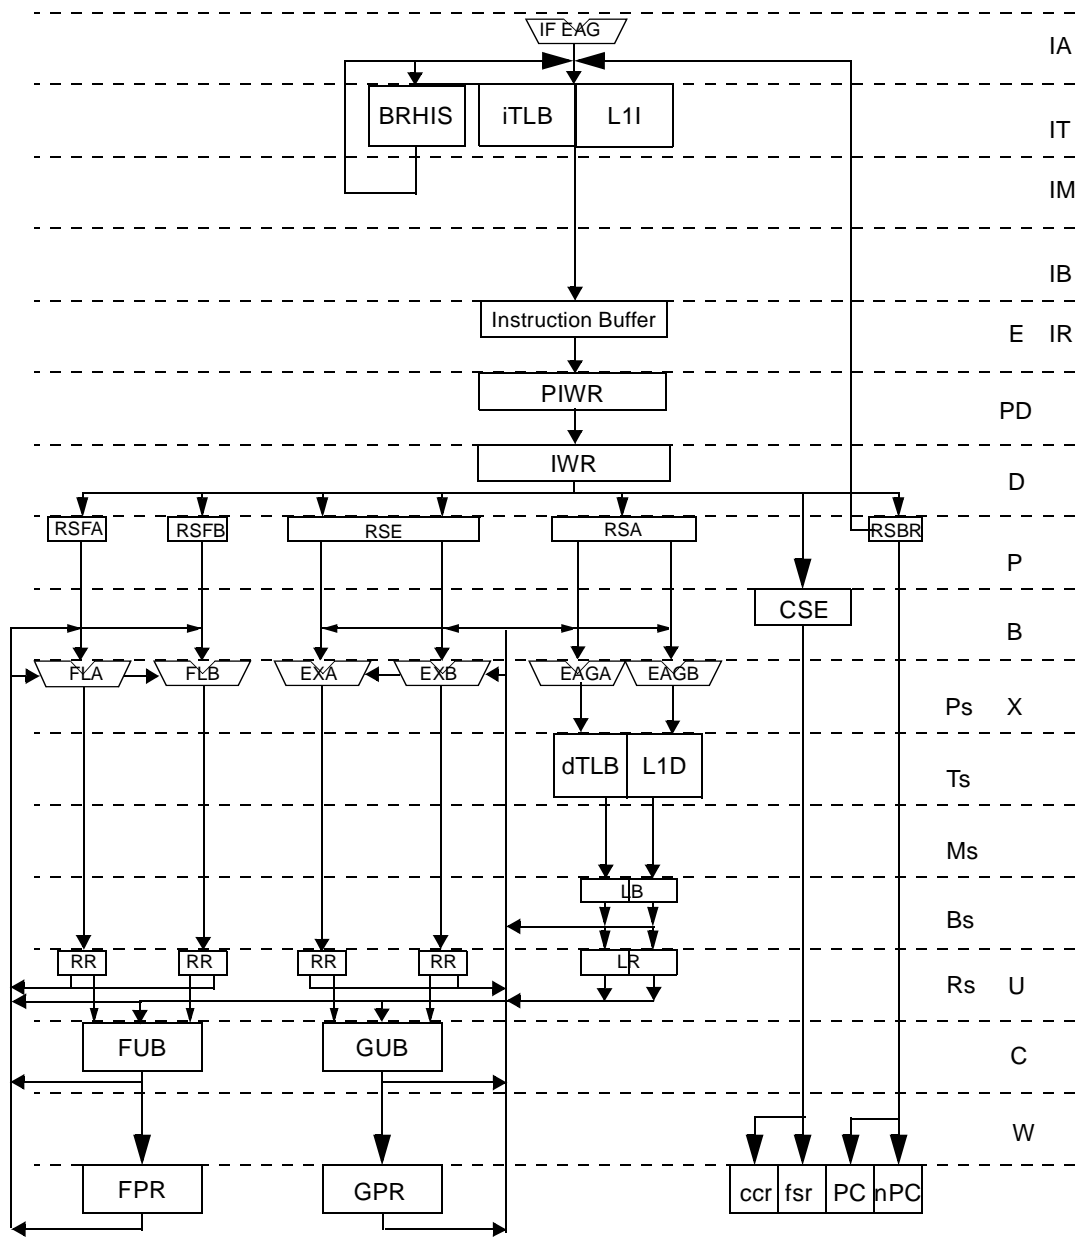 IF EAG
IA
BRHIS iTLB L1I
IT
IM
IB
Instruction Buffer
E IR
PIWR
PD
IWR
D
RSFA RSFB RSE RSA RSBR
P
CSE
B
FLA FLB EXA EXB EAGA EAGB
Ps X
dTLB L1D
Ts
Ms
LB
Bs
RR RR RR RR LR
Rs U
FUB GUB
C
W
FPR GPR ccr fsr PC nPC